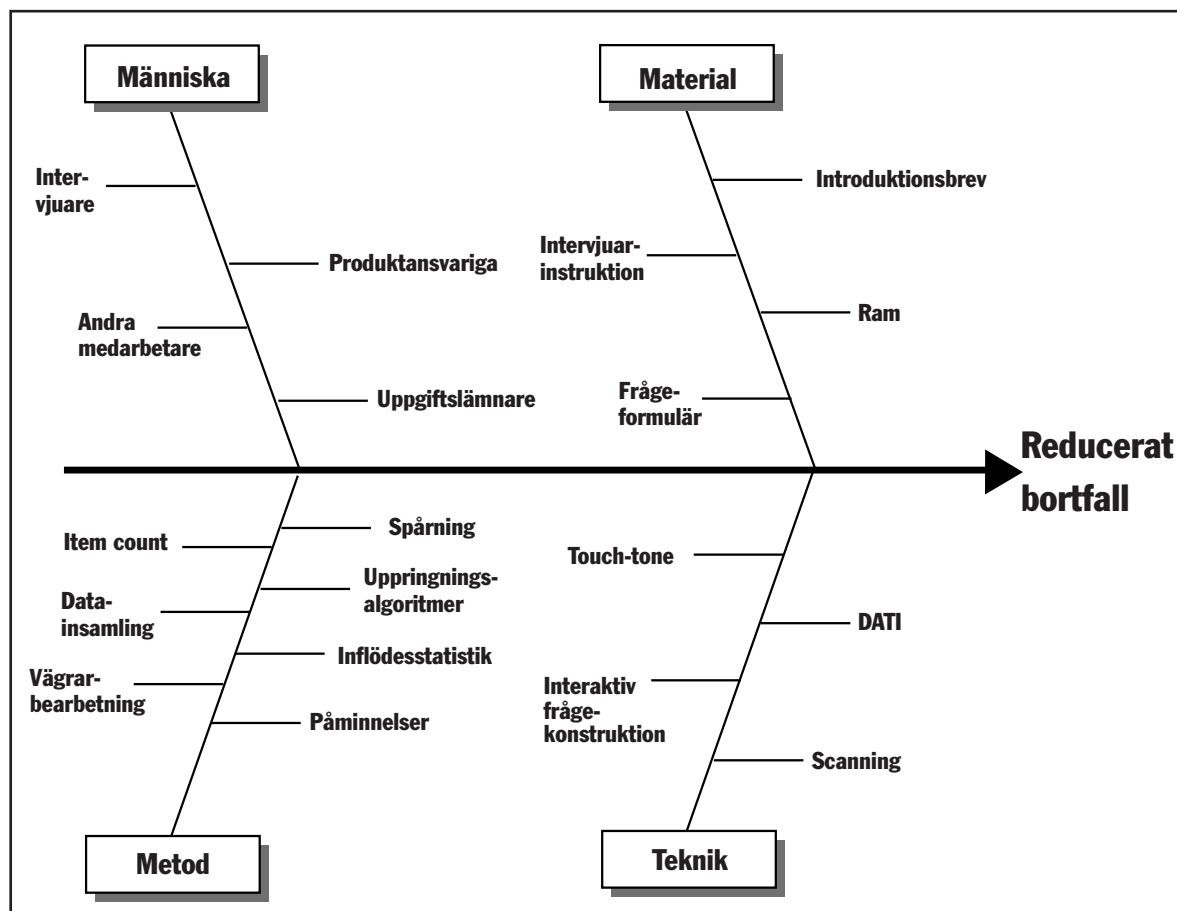 Människa
Material
Inter-
vjuare
Produktansvariga
Andra
medarbetare
Uppgiftslämnare
Introduktionsbrev
Intervjuar-
instruktion
Ram
Fråge-
formulär
Reducerat
bortfall
Spårning
Item count
Uppringnings-
algoritmer
Data-
insamling
Inflödesstatistik
Vägrar-
bearbetning
Påminnelser
Touch-tone
DATI
Interaktiv
fråge-
konstruktion
Scanning
Metod
Teknik